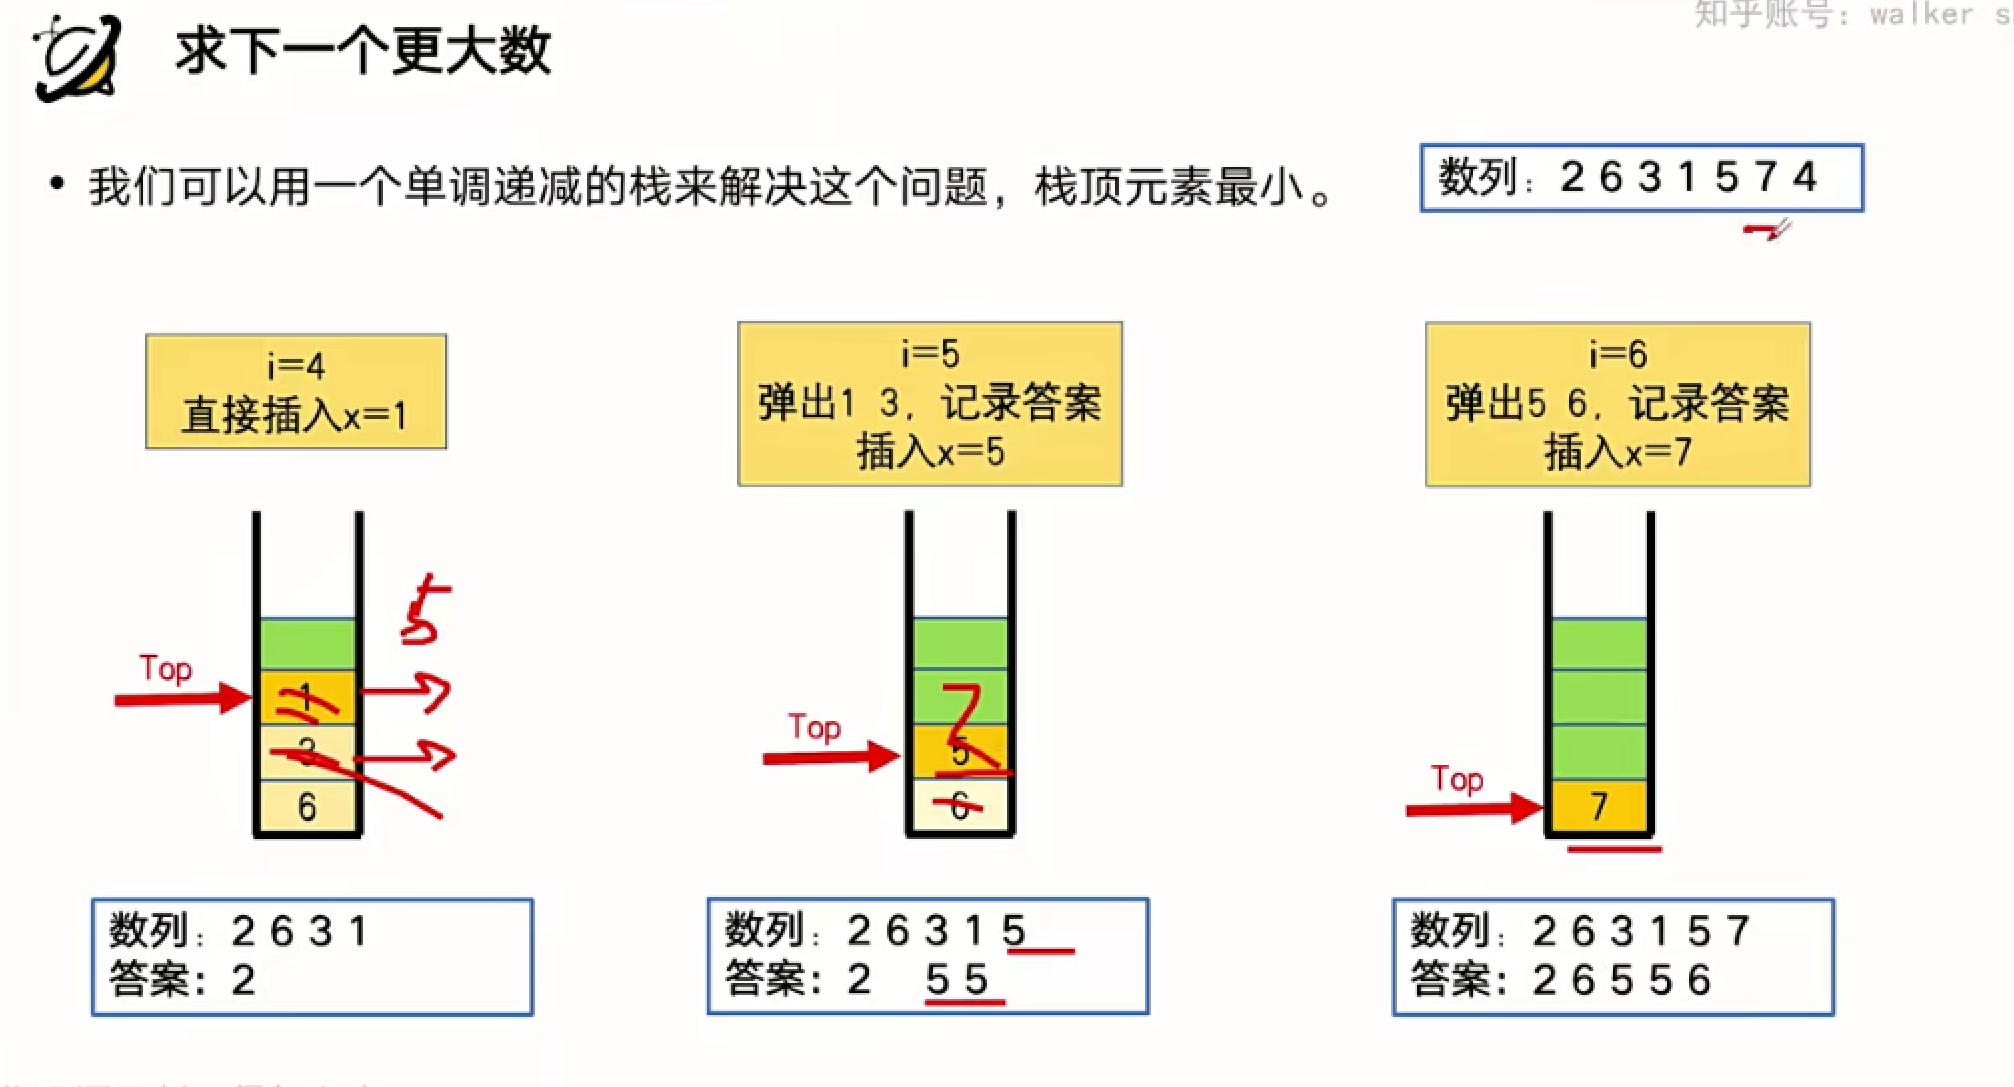 知乎账号：walker s
求下一个更大数
• 我们可以用一个单调递减的栈来解决这个问题，栈顶元素最小。
数列：2 6 3 1 5 7 4
i=4
直接插入x=1
i=5
弹出1 3，记录答案
插入x=5
i=6
弹出5 6，记录答案
插入x=7
5
Top
1
3
6
7
Top
5
6
Top
7
数列：2 6 3 1
答案：2
数列：2 6 3 1 5
答案：2 5 5
数列：2 6 3 1 5 7
答案：2 6 5 5 6